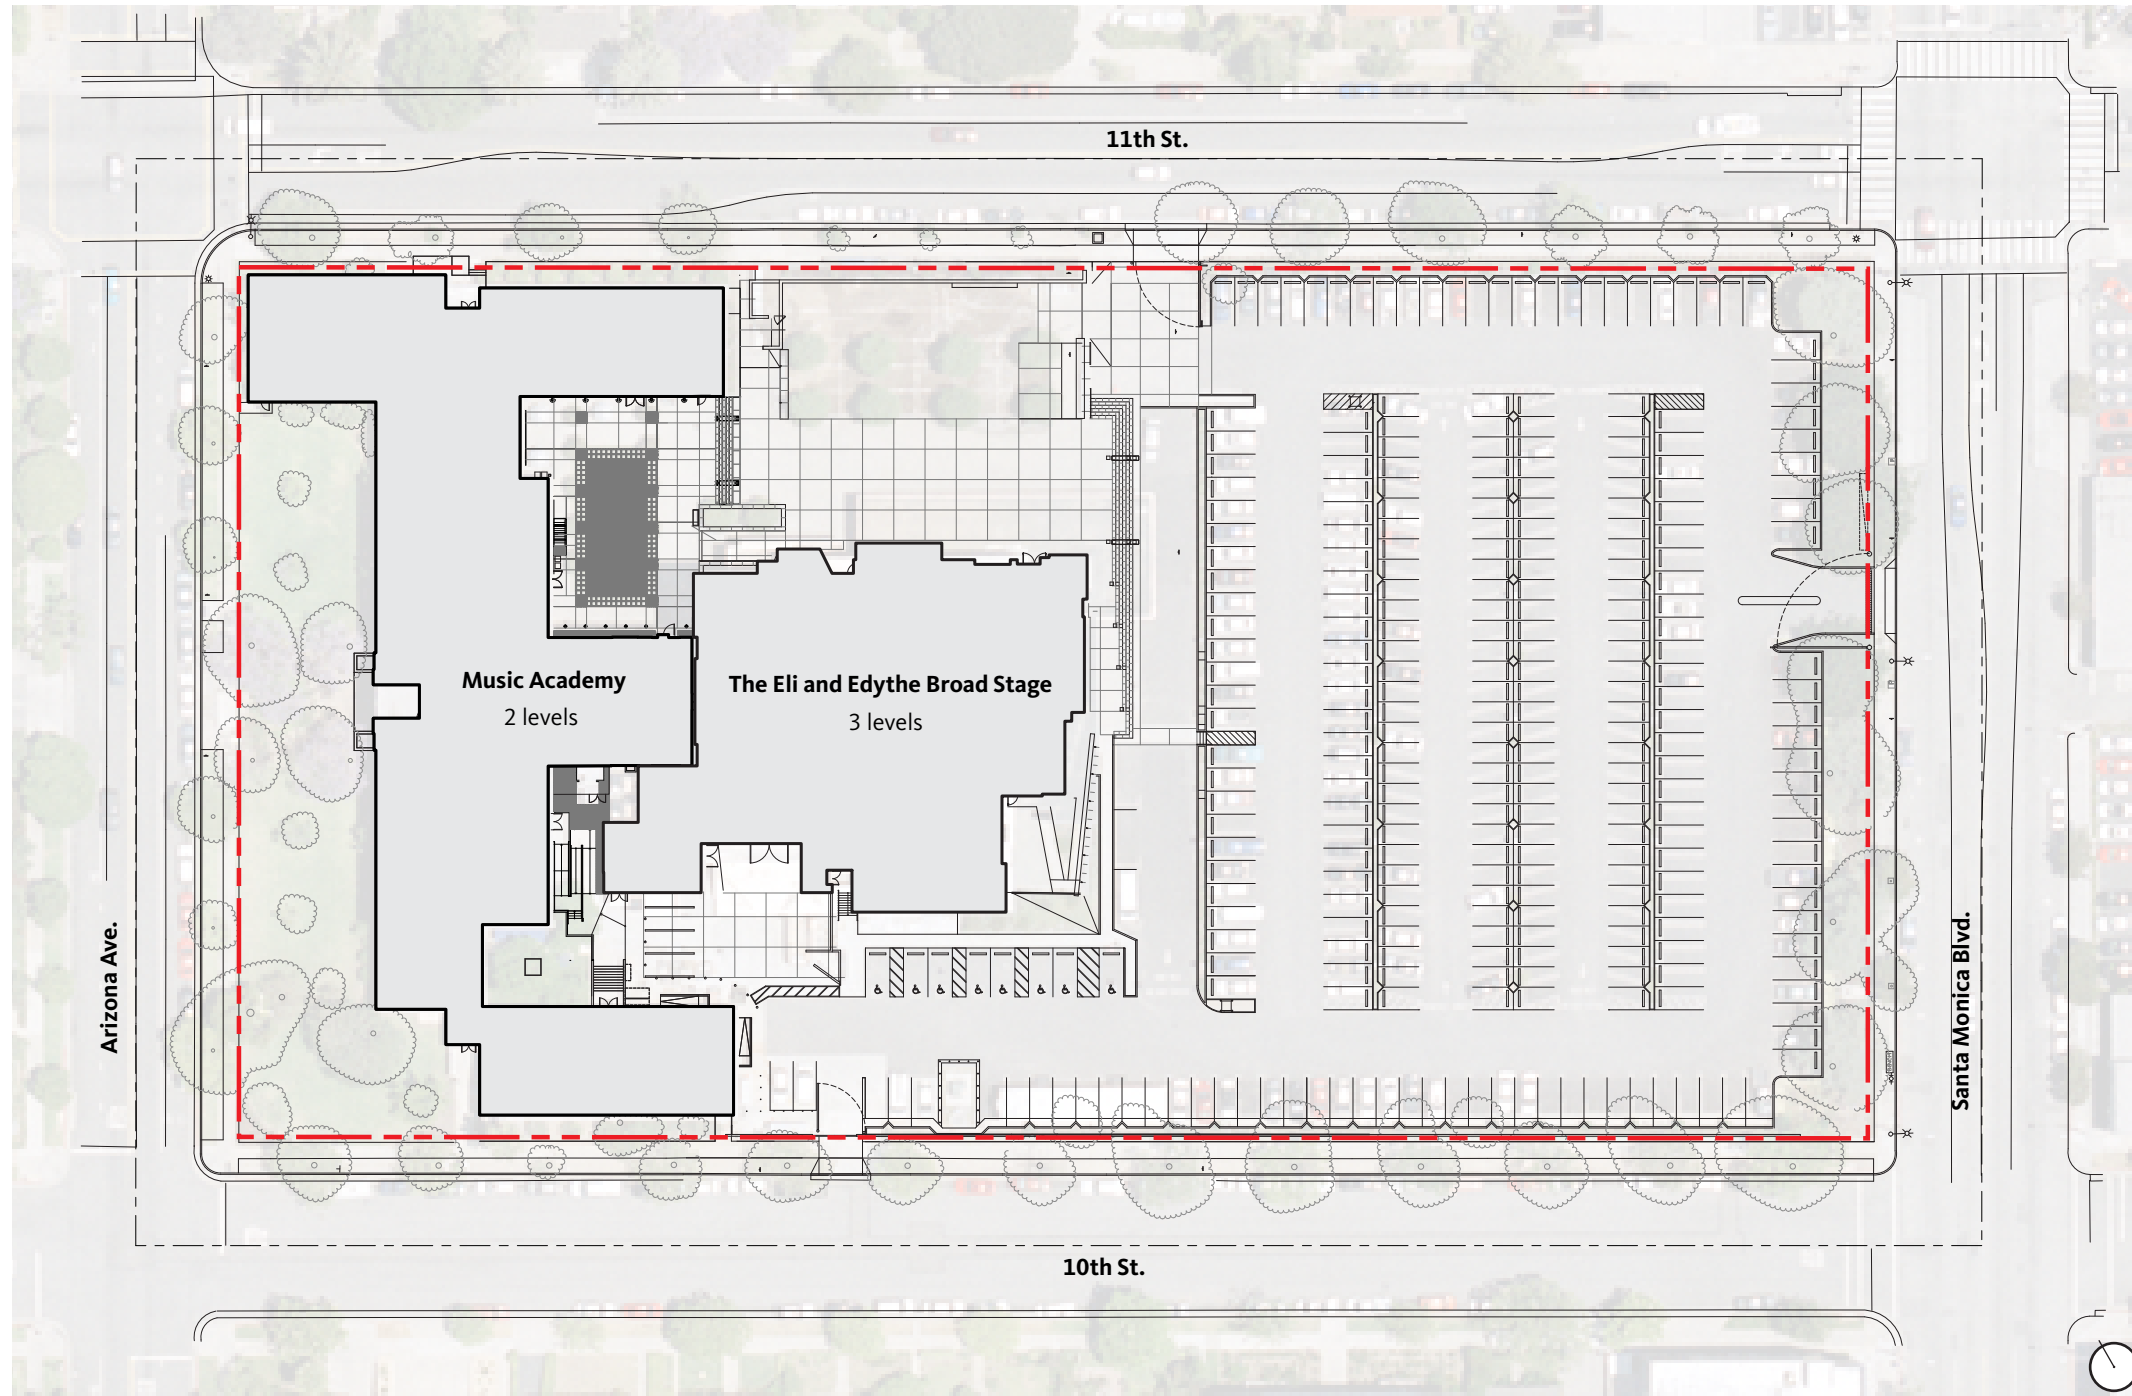 11th St.
Music Academy
2 levels
The Eli and Edythe Broad Stage
3 levels
Arizona Ave.
Santa Monica Blvd.
10th St.